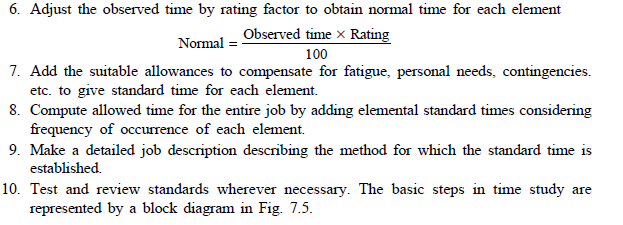 6. Adjust the observed time by rating factor to obtain normal time for each element
Normal = Observed time × Rating / 100
7. Add the suitable allowances to compensate for fatigue, personal needs, contingencies.
etc. to give standard time for each element.
8. Compute allowed time for the entire job by adding elemental standard times considering
frequency of occurrence of each element.
9. Make a detailed job description describing the method for which the standard time is
established.
10. Test and review standards wherever necessary. The basic steps in time study are
represented by a block diagram in Fig. 7.5.